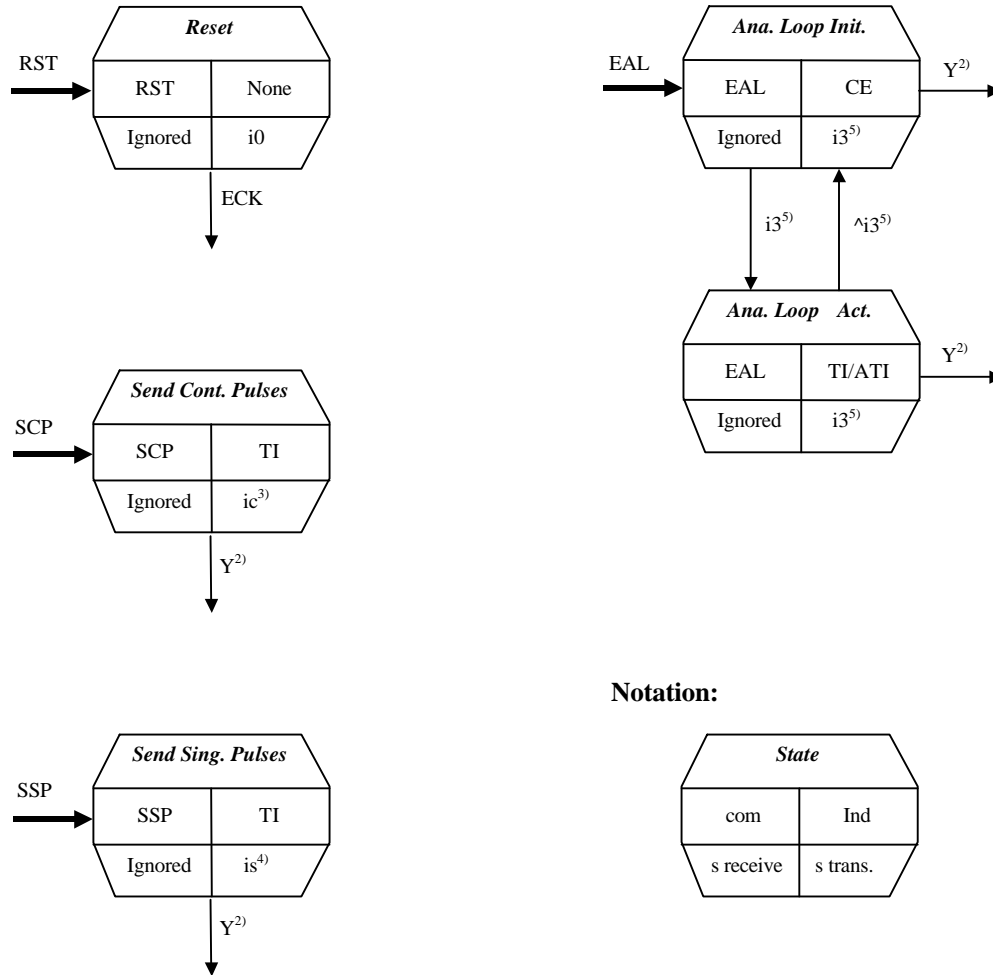 Reset
RST
RST None
Ignored i0
ECK
Ana. Loop Init.
EAL
EAL CE
Y2)
Ignored i35)
i35) ^i35)
Ana. Loop Act.
EAL TI/ATI
Y2)
Ignored i35)
Send Cont. Pulses
SCP
SCP TI
Ignored ic3)
Y2)
Send Sing. Pulses
SSP
SSP TI
Ignored is4)
Y2)
Notation:
State
com Ind
s receive s trans.